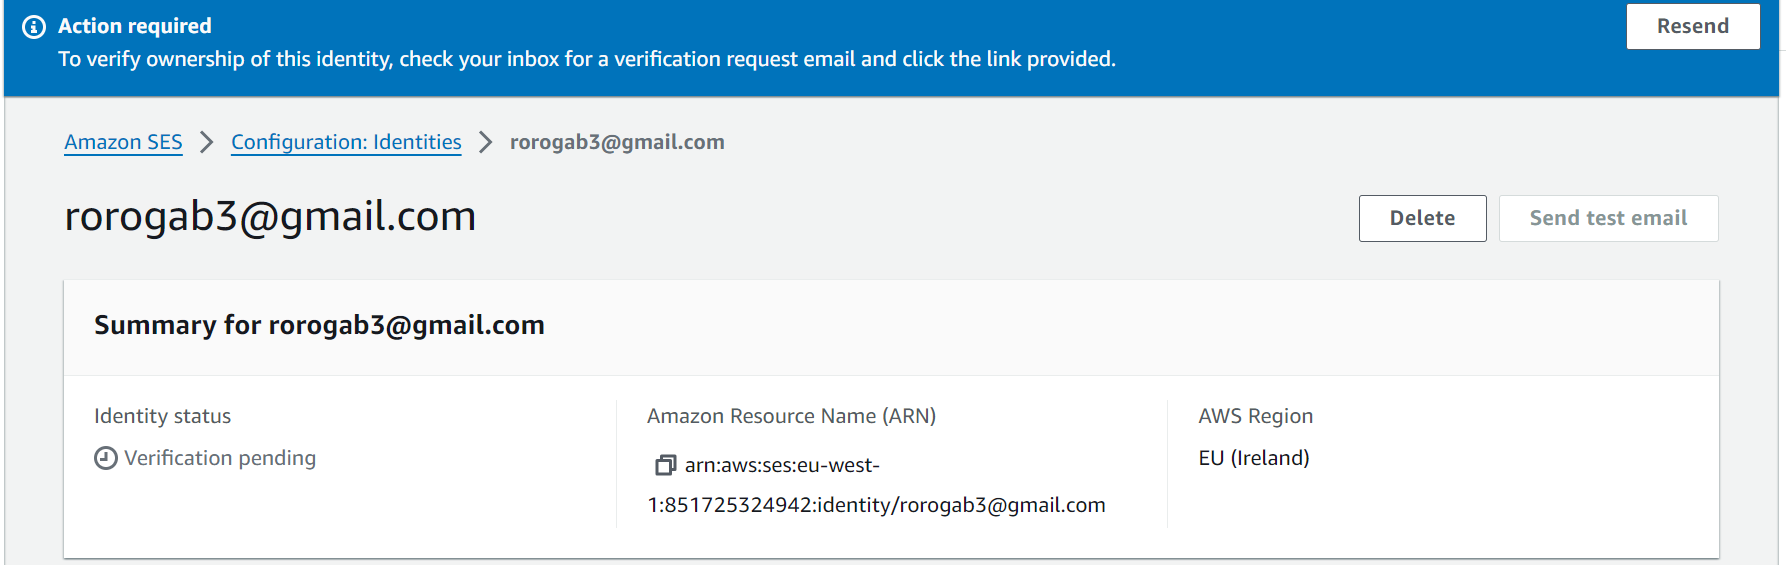 Action required
Resend
To verify ownership of this identity, check your inbox for a verification request email and click the link provided.
Amazon SES > Configuration: Identities > rorogab3@gmail.com
rorogab3@gmail.com
Delete
Send test email
Summary for rorogab3@gmail.com
Identity status
Verification pending
Amazon Resource Name (ARN)
arn:aws:ses:eu-west-
1:851725324942:identity/rorogab3@gmail.com
AWS Region
EU (Ireland)